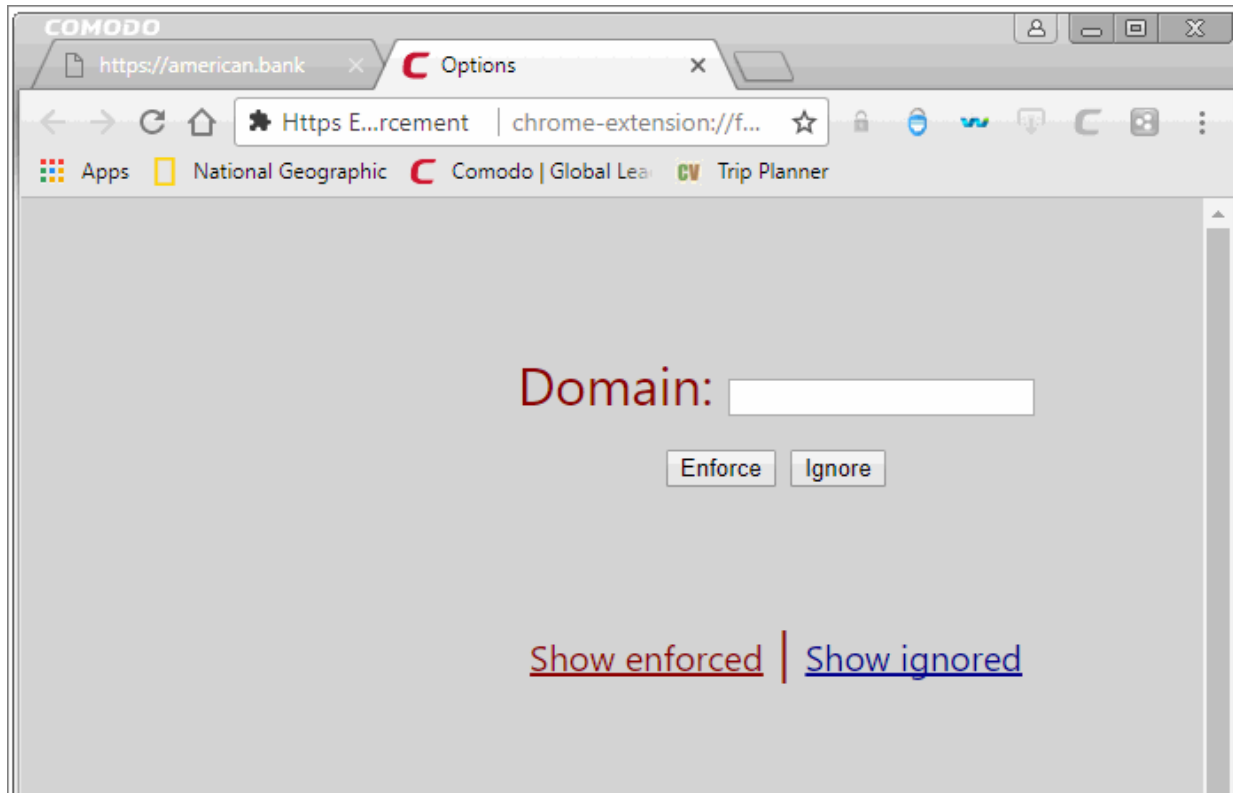 COMODO
https://american.bank Options
Https E...rcement chrome-extension://f...
Apps National Geographic Comodo | Global Lea CV Trip Planner
Domain:
Enforce Ignore
Show enforced | Show ignored